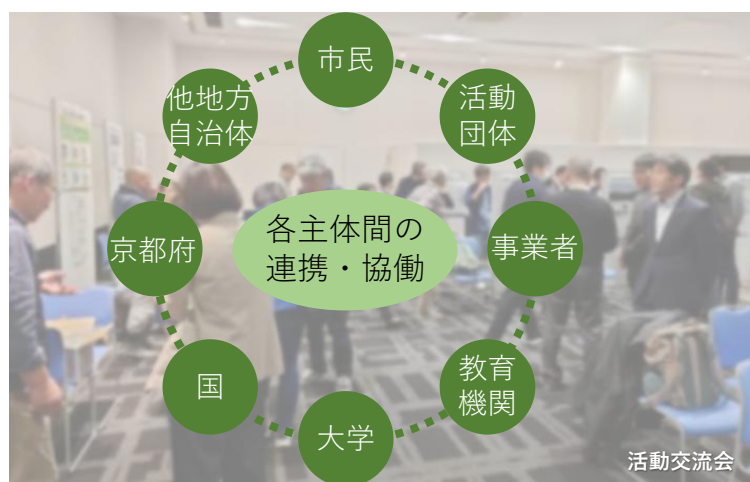 市民
活動
団体
事業者
教育
機関
大学
国
京都府
他地方
自治体
各主体間の
連携・協働
活動交流会